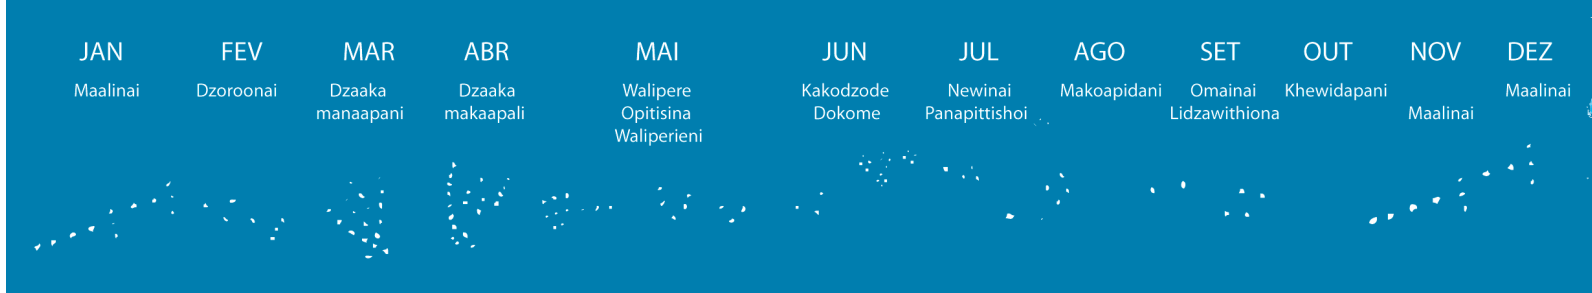 JAN FEV MAR ABR MAI JUN JUL AGO SET OUT NOV DEZ
Maalinai Dzoroonai Dzaaka Dzaaka Walipere Kakodzode Newinai Makoapidani Omainai Khewidapani Maalinai
manaapani makaapali Opitisina Dokome Panapittishoi Lidzawithiona Maalinai
Waliperieni